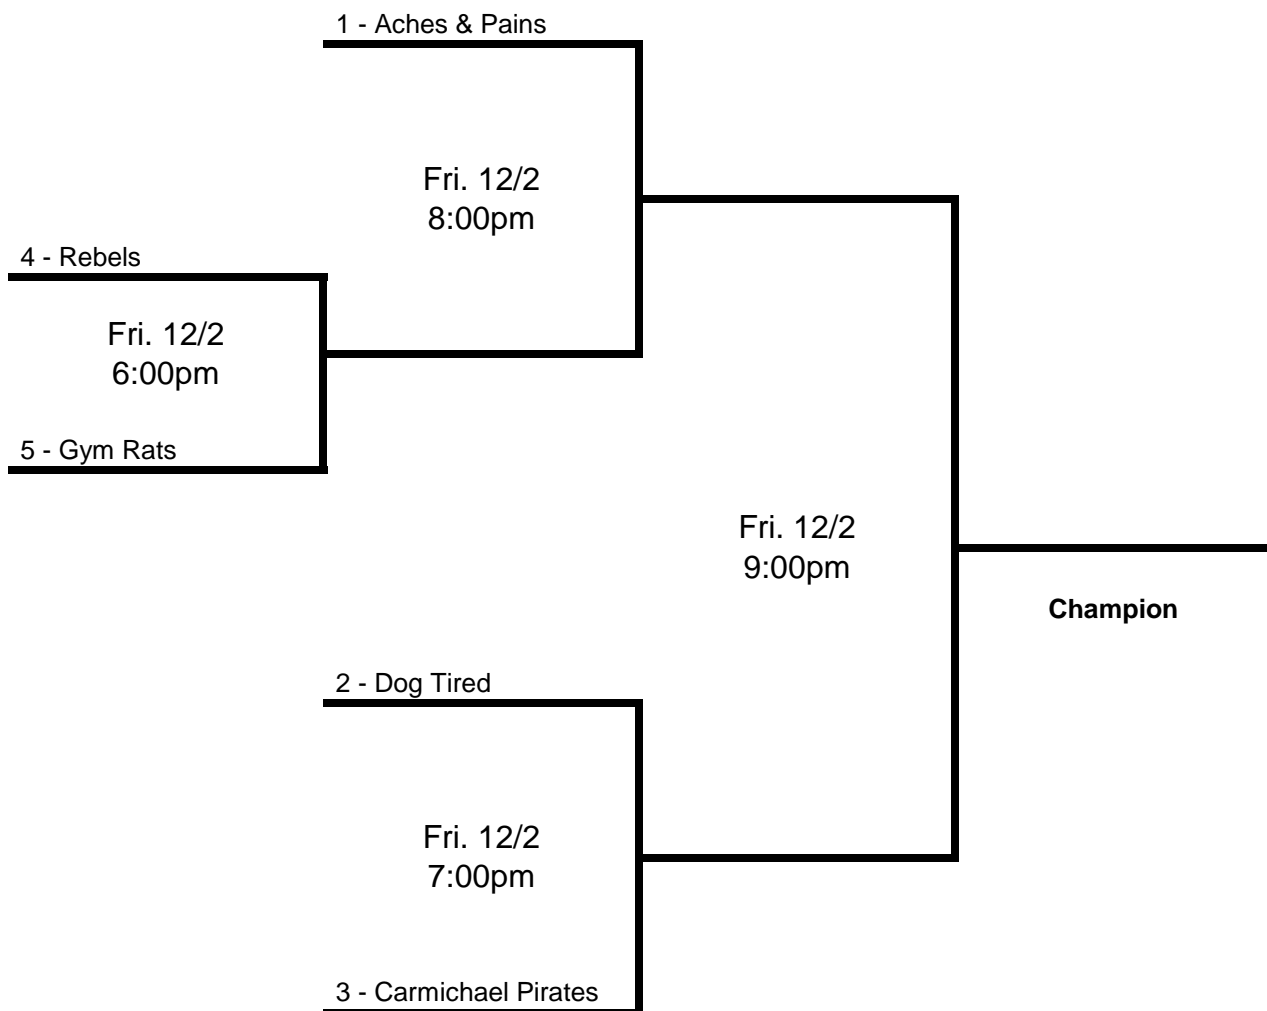 1 - Aches & Pains
Fri. 12/2
8:00pm
4 - Rebels
Fri. 12/2
6:00pm
5 - Gym Rats
Fri. 12/2
9:00pm
Champion
2 - Dog Tired
Fri. 12/2
7:00pm
3 - Carmichael Pirates